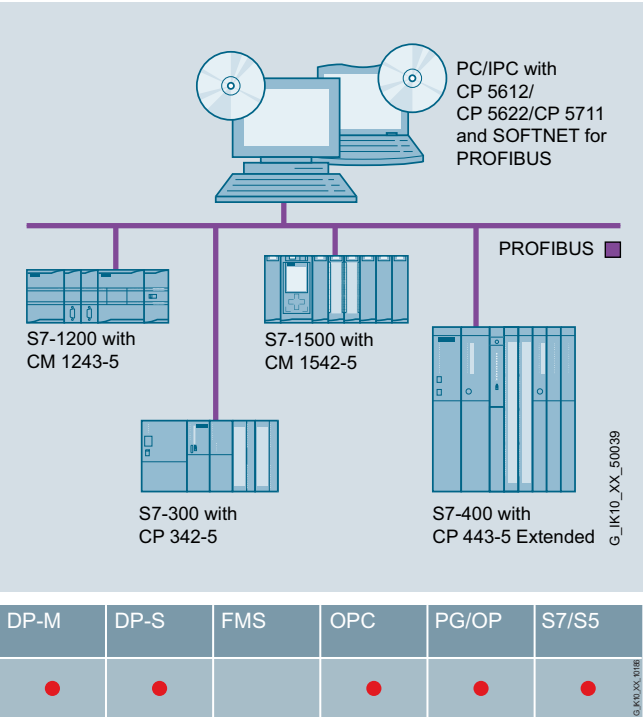 PC/IPC with
CP 5612/
CP 5622/CP 5711
and SOFTNET for
PROFIBUS
PROFIBUS
S7-1200 with
CM 1243-5
S7-1500 with
CM 1542-5
S7-300 with
CP 342-5
S7-400 with
CP 443-5 Extended
G_IK10_XX_50039
DP-M DP-S FMS OPC PG/OP S7/S5
G_IK10_XX_10188